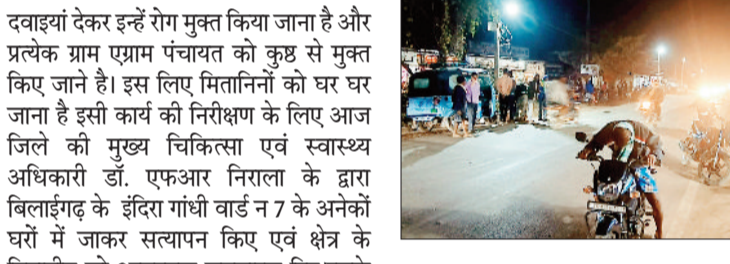 दवाइयां देकर इन्हें रोग मुक्त किया जाना है और
प्रत्येक ग्राम एग्राम पंचायत को कुष्ठ से मुक्त
किए जाने है। इस लिए मितानिनों को घर घर
जाना है इसी कार्य की निरीक्षण के लिए आज
जिले की मुख्य चिकित्सा एवं स्वास्थ्य
अधिकारी डॉ. एफआर निराला के द्वारा
बिलाईगढ़ के इंदिरा गांधी वार्ड न 7 के अनेकों
घरों में जाकर सत्यापन किए एवं क्षेत्र के